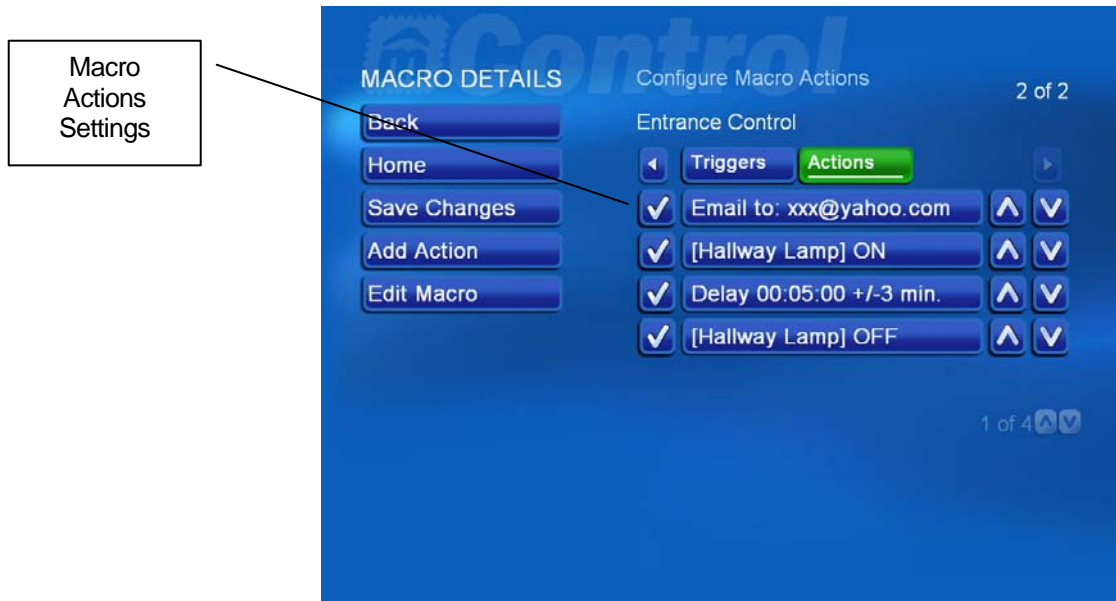 Macro
Actions
Settings
mControl
MACRO DETAILS
Configure Macro Actions
2 of 2
Back
Entrance Control
Home
Triggers
Actions
Save Changes
Email to: xxx@yahoo.com
Add Action
[Hallway Lamp] ON
Edit Macro
Delay 00:05:00 +/-3 min.
[Hallway Lamp] OFF
1 of 4